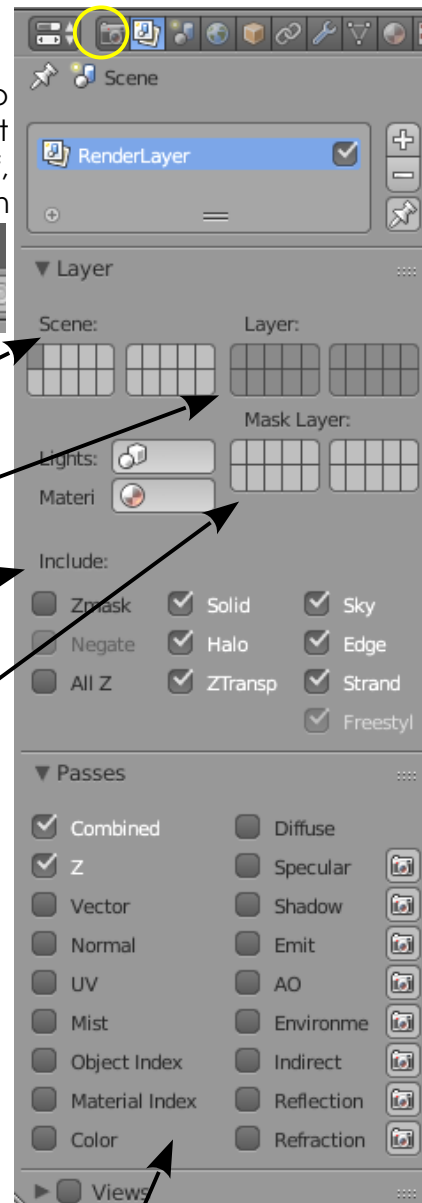 Scene
RenderLayer
Layer
Scene:
Layer:
Mask Layer:
Lights:
Materi
Include:
Zmask
Solid
Sky
Negate
Halo
Edge
All Z
ZTransp
Strand
Freestyl
Passes
Combined
Diffuse
Z
Specular
Vector
Shadow
Normal
Emit
UV
AO
Mist
Environme
Object Index
Indirect
Material Index
Reflection
Color
Refraction
Views